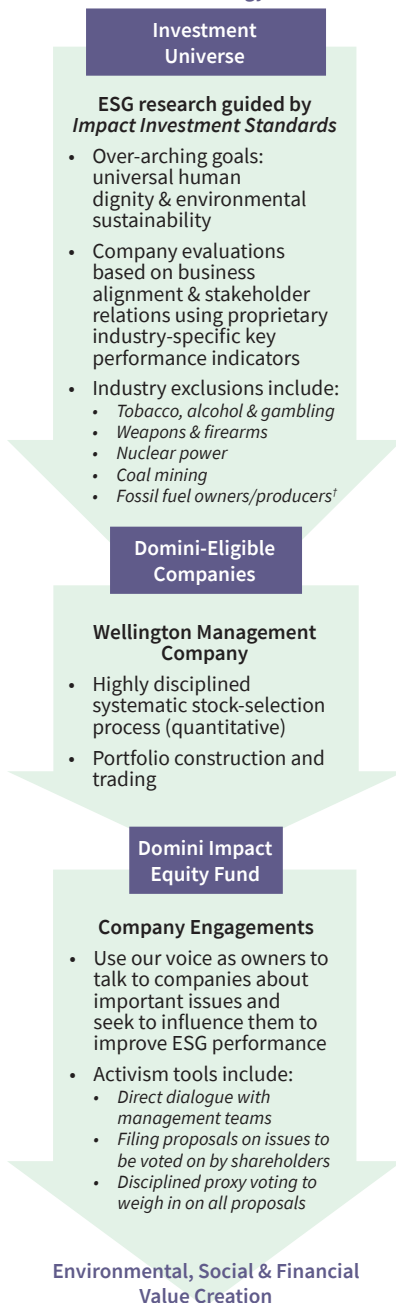 Investment
Universe
ESG research guided by
Impact Investment Standards
• Over-arching goals:
universal human
dignity & environmental
sustainability
• Company evaluations
based on business
alignment & stakeholder
relations using proprietary
industry-specific key
performance indicators
• Industry exclusions include:
• Tobacco, alcohol & gambling
• Weapons & firearms
• Nuclear power
• Coal mining
• Fossil fuel owners/producers†
Domini-Eligible
Companies
Wellington Management
Company
• Highly disciplined
systematic stock-selection
process (quantitative)
• Portfolio construction and
trading
Domini Impact
Equity Fund
Company Engagements
• Use our voice as owners to
talk to companies about
important issues and
seek to influence them to
improve ESG performance
• Activism tools include:
• Direct dialogue with
management teams
• Filing proposals on issues to
be voted on by shareholders
• Disciplined proxy voting to
weigh in on all proposals
Environmental, Social & Financial
Value Creation